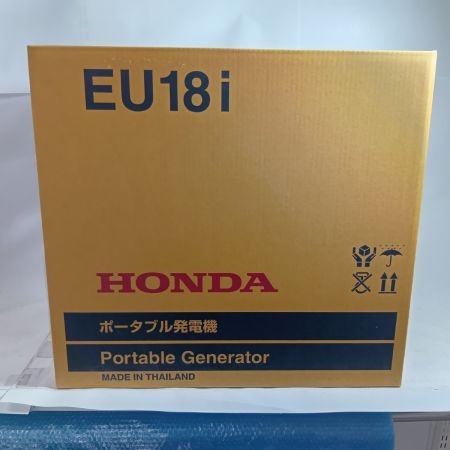 EU18i
HONDA
ポータブル発電機
Portable Generator
MADE IN THAILAND